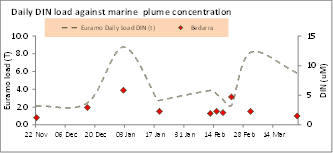 Daily DIN load against marine plume concentration
Euramo Daily Load DIN (t) Bedarra
Euramo load (T)
10.0
8.0
6.0
4.0
2.0
0.0
15
10
5
0
DIN (uM)
22 Nov 06 Dec 20 Dec 03 Jan 17 Jan 31 Jan 14 Feb 28 Feb 14 Mar